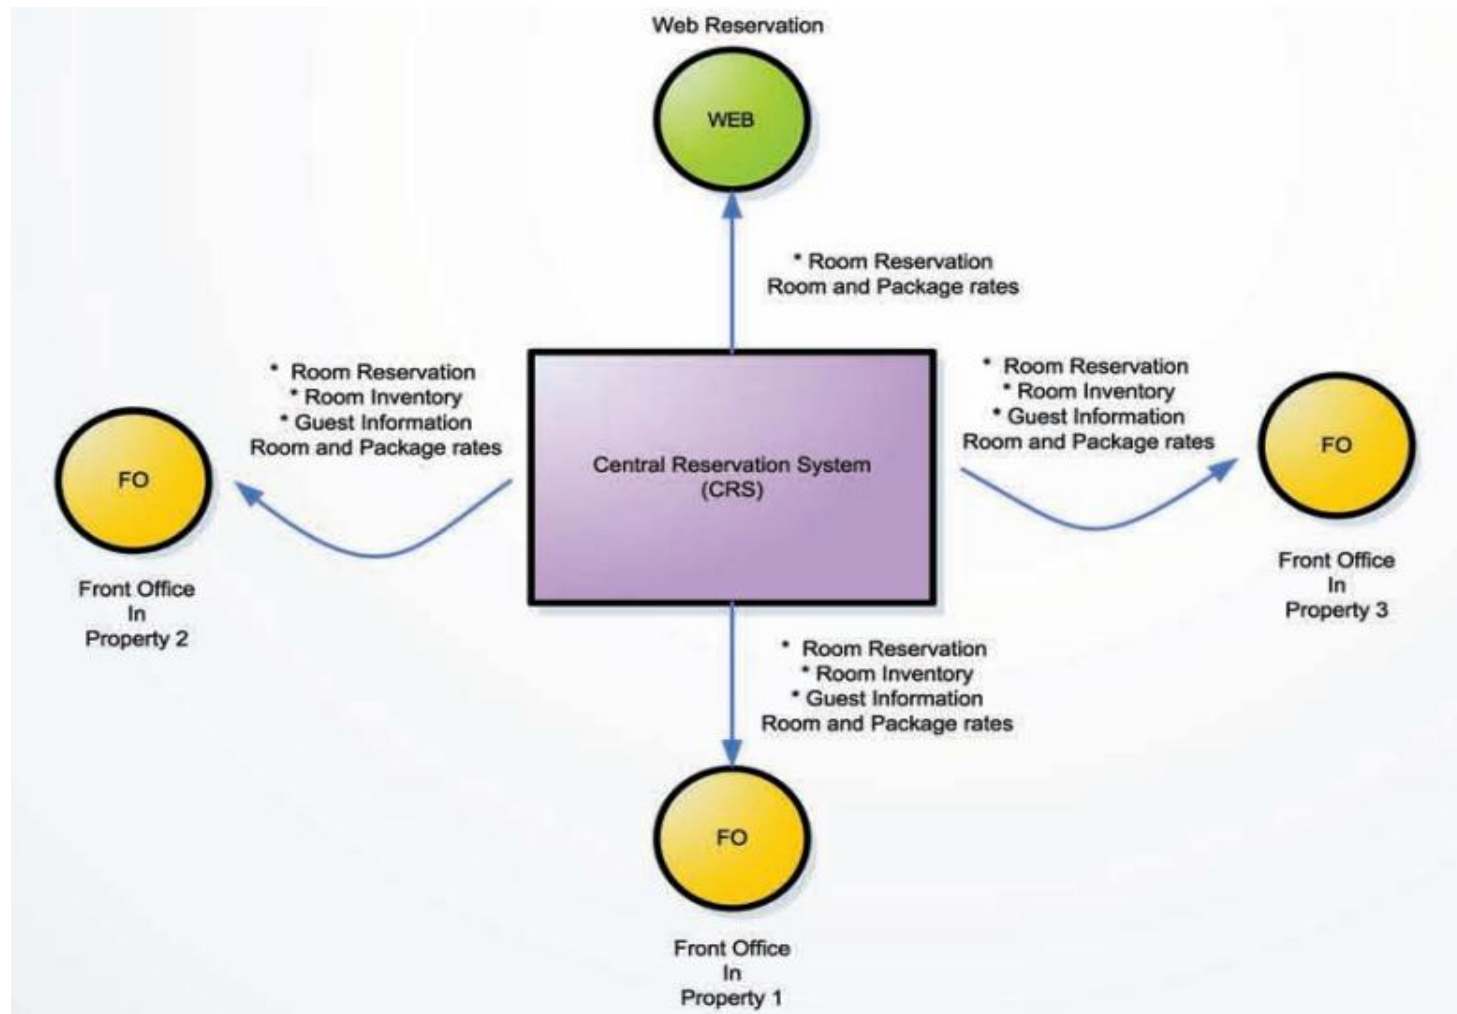 Web Reservation
WEB
* Room Reservation
Room and Package rates
* Room Reservation
* Room Inventory
* Guest Information
Room and Package rates
FO
Front Office
In
Property 2
Central Reservation System
(CRS)
* Room Reservation
* Room Inventory
* Guest Information
Room and Package rates
FO
Front Office
In
Property 3
* Room Reservation
* Room Inventory
* Guest Information
Room and Package rates
FO
Front Office
In
Property 1